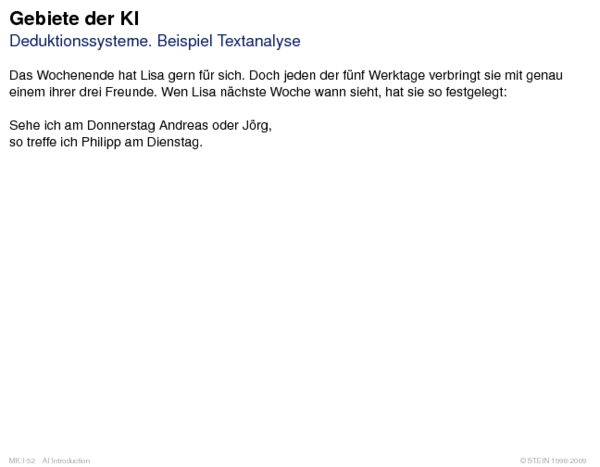 Gebiete der KI
Deduktionssysteme. Beispiel Textanalyse
Das Wochenende hat Lisa gern für sich. Doch jeden der fünf Werktage verbringt sie mit genau
einem ihrer drei Freunde. Wen Lisa nächste Woche wann sieht, hat sie so festgelegt:
Sehe ich am Donnerstag Andreas oder Jörg,
so treffe ich Philipp am Dienstag.
MK:I-52 AI Introduction
© STEIN 1998-2009